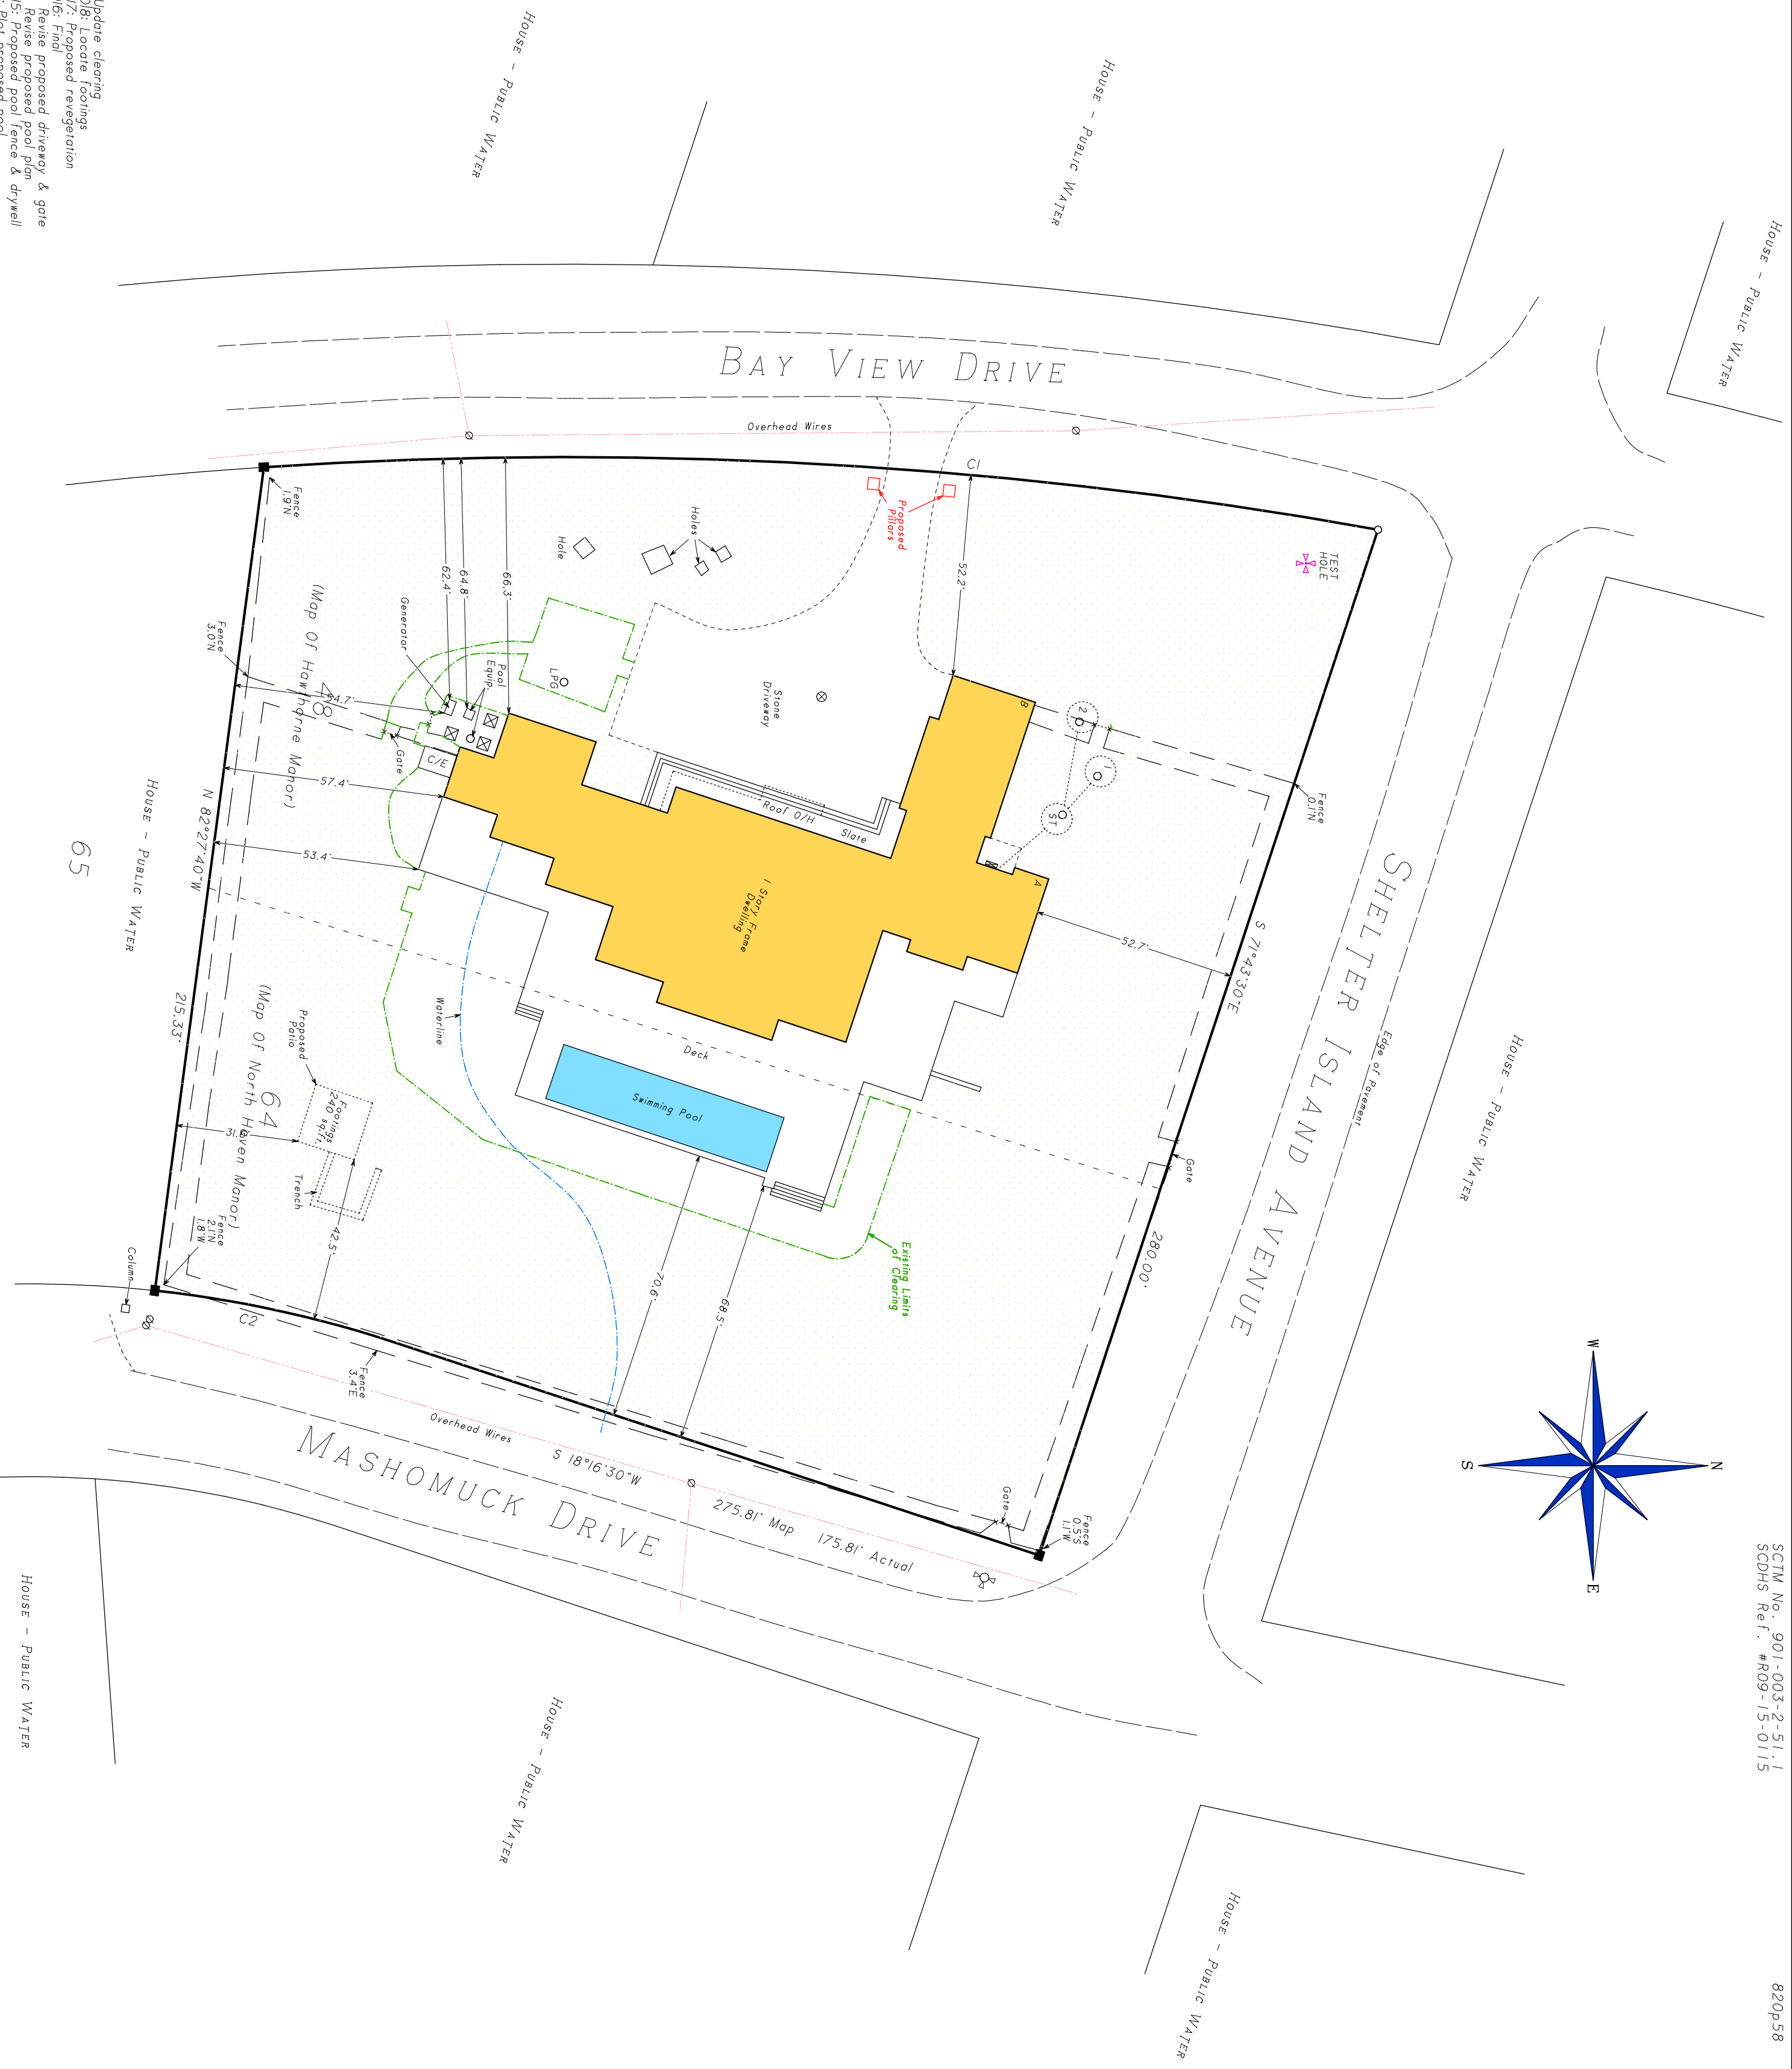 Update clearing
Locate footings
Proposed revegetation
Final
Revise proposed driveway & gate
Revise proposed pool plan
Proposed pool fence & drywell
HOUSE - PUBLIC WATER
HOUSE - PUBLIC WATER
HOUSE - PUBLIC WATER
BAY VIEW DRIVE
Overhead Wires
C1
Proposed
Pillars
TEST
HOLE
Fence
1.9'N
Holes
Hole
62.4'
64.8'
66.3'
52.2'
Generator
Pool
Equip.
LPG
Stone
Driveway
Fence
3.0'N
54.7'
48
(Map Of Hawthorne Manor)
Gate
C/E
57.4'
53.4'
Roof O/H
Slate
B
2
1
ST
A
Fence
0.1'N
1 Story Frame
Dwelling
52.7'
S 71°43'30"E
280.00'
SHELTER ISLAND AVENUE
Edge of Pavement
HOUSE - PUBLIC WATER
HOUSE - PUBLIC WATER
65
N 82°27'40"W
215.33'
Waterline
Deck
Swimming Pool
Gate
Proposed
Patio
Footings
240 sq.ft.
31.6'
Trench
64
(Map Of North Haven Manor)
42.5'
70.6'
68.5'
Existing Limits
of Clearing
Fence
2.1'N
1.8'W
Column
C2
Fence
3.4'E
Overhead Wires
S 18°16'30"W
275.81' Map
175.81' Actual
Gate
Fence
0.5'S
1.1'W
MASHOMUCK DRIVE
HOUSE - PUBLIC WATER
HOUSE - PUBLIC WATER
HOUSE - PUBLIC WATER
W
N
S
E
SCTM No. 901-003-2-51.1
SCDHS Ref. #R09-15-0115
820p58